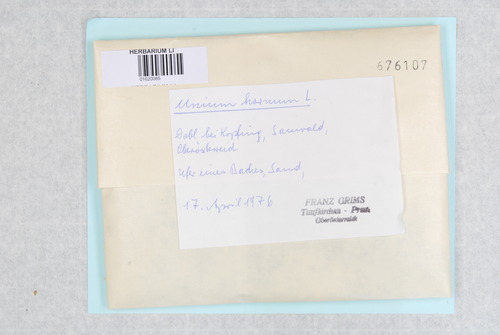 HERBARIUM LI
01620085
676107
Mnium hornum L.
Dobl bei Kopfing, Sauwald,
Oberösterreich
Ufer eines Baches, Sand,
17. April 1976
FRANZ GRIMS
Taufkirchen - Pram
Oberösterreich